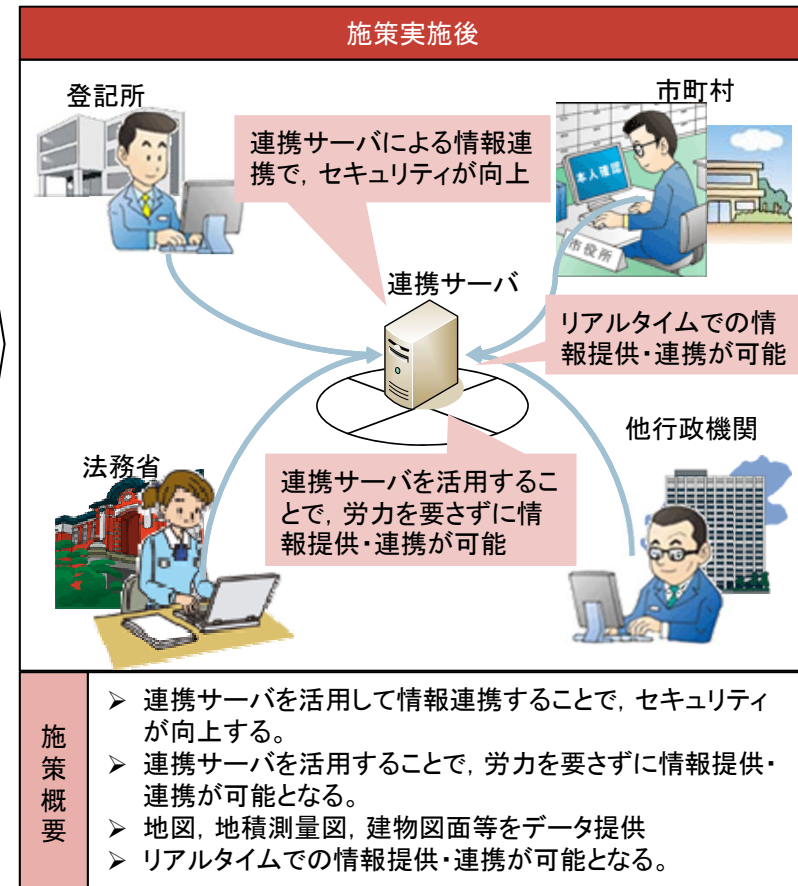 施策実施後
登記所
市町村
連携サーバによる情報連
携で，セキュリティが向上
本人確認
市役所
連携サーバ
リアルタイムでの情
報提供・連携が可能
他行政機関
法務省
連携サーバを活用するこ
とで，労力を要さずに情
報提供・連携が可能
施策概要
➢ 連携サーバを活用して情報連携することで，セキュリティ
が向上する。
➢ 連携サーバを活用することで，労力を要さずに情報提供・
連携が可能となる。
➢ 地図，地積測量図，建物図面等をデータ提供
➢ リアルタイムでの情報提供・連携が可能となる。